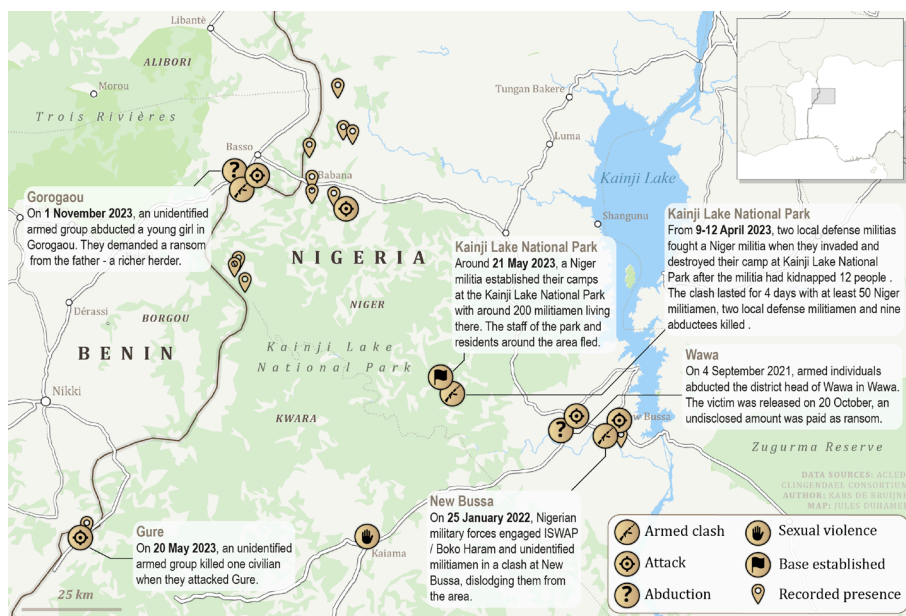 Libantè
ALIBORI
Morou
Trois Rivières
Tungan Bakere
Luma
Basso
Babana
Kainji Lake
Shangunu
Gorogaou
On 1 November 2023, an unidentified
armed group abducted a young girl in
Gorogaou. They demanded a ransom
from the father - a richer herder.
NIGERIA
Kainji Lake National Park
Around 21 May 2023, a Niger
militia established their camps
at the Kainji Lake National Park
with around 200 militiamen living
there. The staff of the park and
residents around the area fled.
Kainji Lake National Park
From 9-12 April 2023, two local defense militias
fought a Niger militia when they invaded and
destroyed their camp at Kainji Lake National
Park after the militia had kidnapped 12 people .
The clash lasted for 4 days with at least 50 Niger
militiamen, two local defense militiamen and nine
abductees killed .
NIGER
Dérassi
BORGOU
BENIN
Kainji Lake
National Park
Nikki
KWARA
Wawa
On 4 September 2021, armed individuals
abducted the district head of Wawa in Wawa.
The victim was released on 20 October, an
undisclosed amount was paid as ransom.
w Bussa
Zugurma Reserve
DATA SOURCES: ACLED
CLINGENDAEL CONSORTIUM
AUTHOR: KARS DE BRUIJNE
MAP: JULES DUHAMEL
New Bussa
On 25 January 2022, Nigerian
military forces engaged ISWAP
/ Boko Haram and unidentified
militiamen in a clash at New
Bussa, dislodging them from
the area.
Gure
On 20 May 2023, an unidentified
armed group killed one civilian
when they attacked Gure.
Kaiama
25 km
Armed clash
Attack
? Abduction
Sexual violence
Base established
Recorded presence